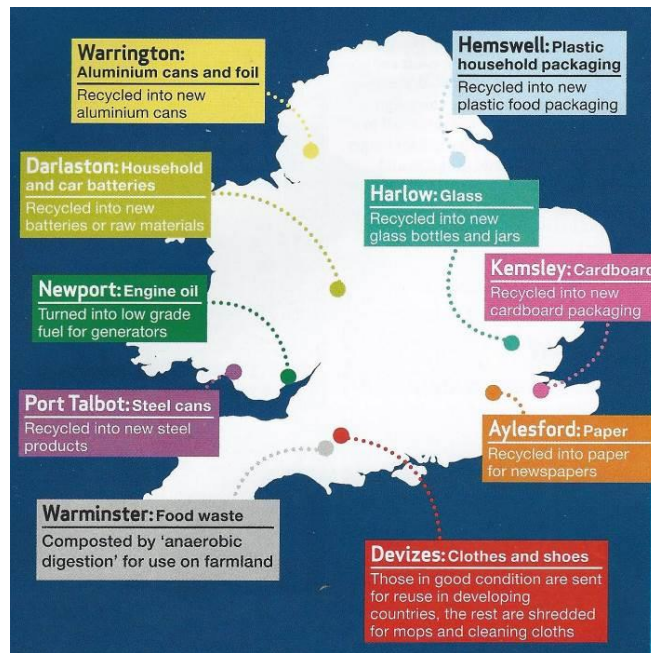 Warrington:
Aluminium cans and foil
Recycled into new
aluminium cans
Hemswell: Plastic
household packaging
Recycled into new
plastic food packaging
Darlaston: Household
and car batteries
Recycled into new
batteries or raw materials
Harlow: Glass
Recycled into new
glass bottles and jars
Newport: Engine oil
Turned into low grade
fuel for generators
Kemsley: Cardboard
Recycled into new
cardboard packaging
Port Talbot: Steel cans
Recycled into new steel
products
Aylesford: Paper
Recycled into paper
for newspapers
Warminster: Food waste
Composted by ‘anaerobic
digestion’ for use on farmland
Devizes: Clothes and shoes
Those in good condition are sent
for reuse in developing
countries, the rest are shredded
for mops and cleaning cloths